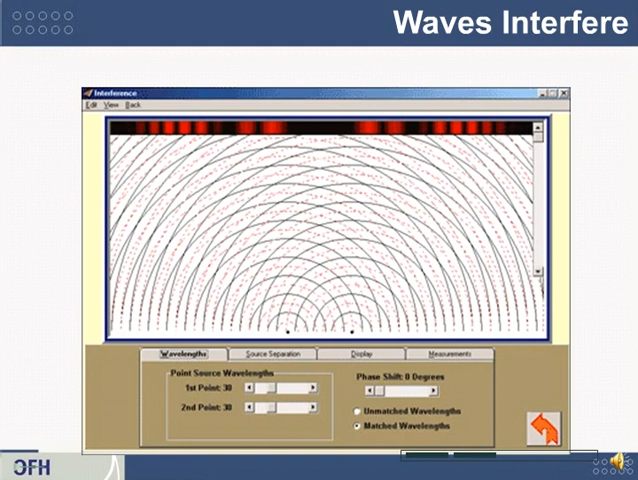 Waves Interfere
Interference
Edit View Back
Wavelengths Source Separation Display Measurements
Point Source Wavelengths
1st Point: 30
2nd Point: 30
Phase Shift: 0 Degrees
Unmatched Wavelengths
Matched Wavelengths
OFH